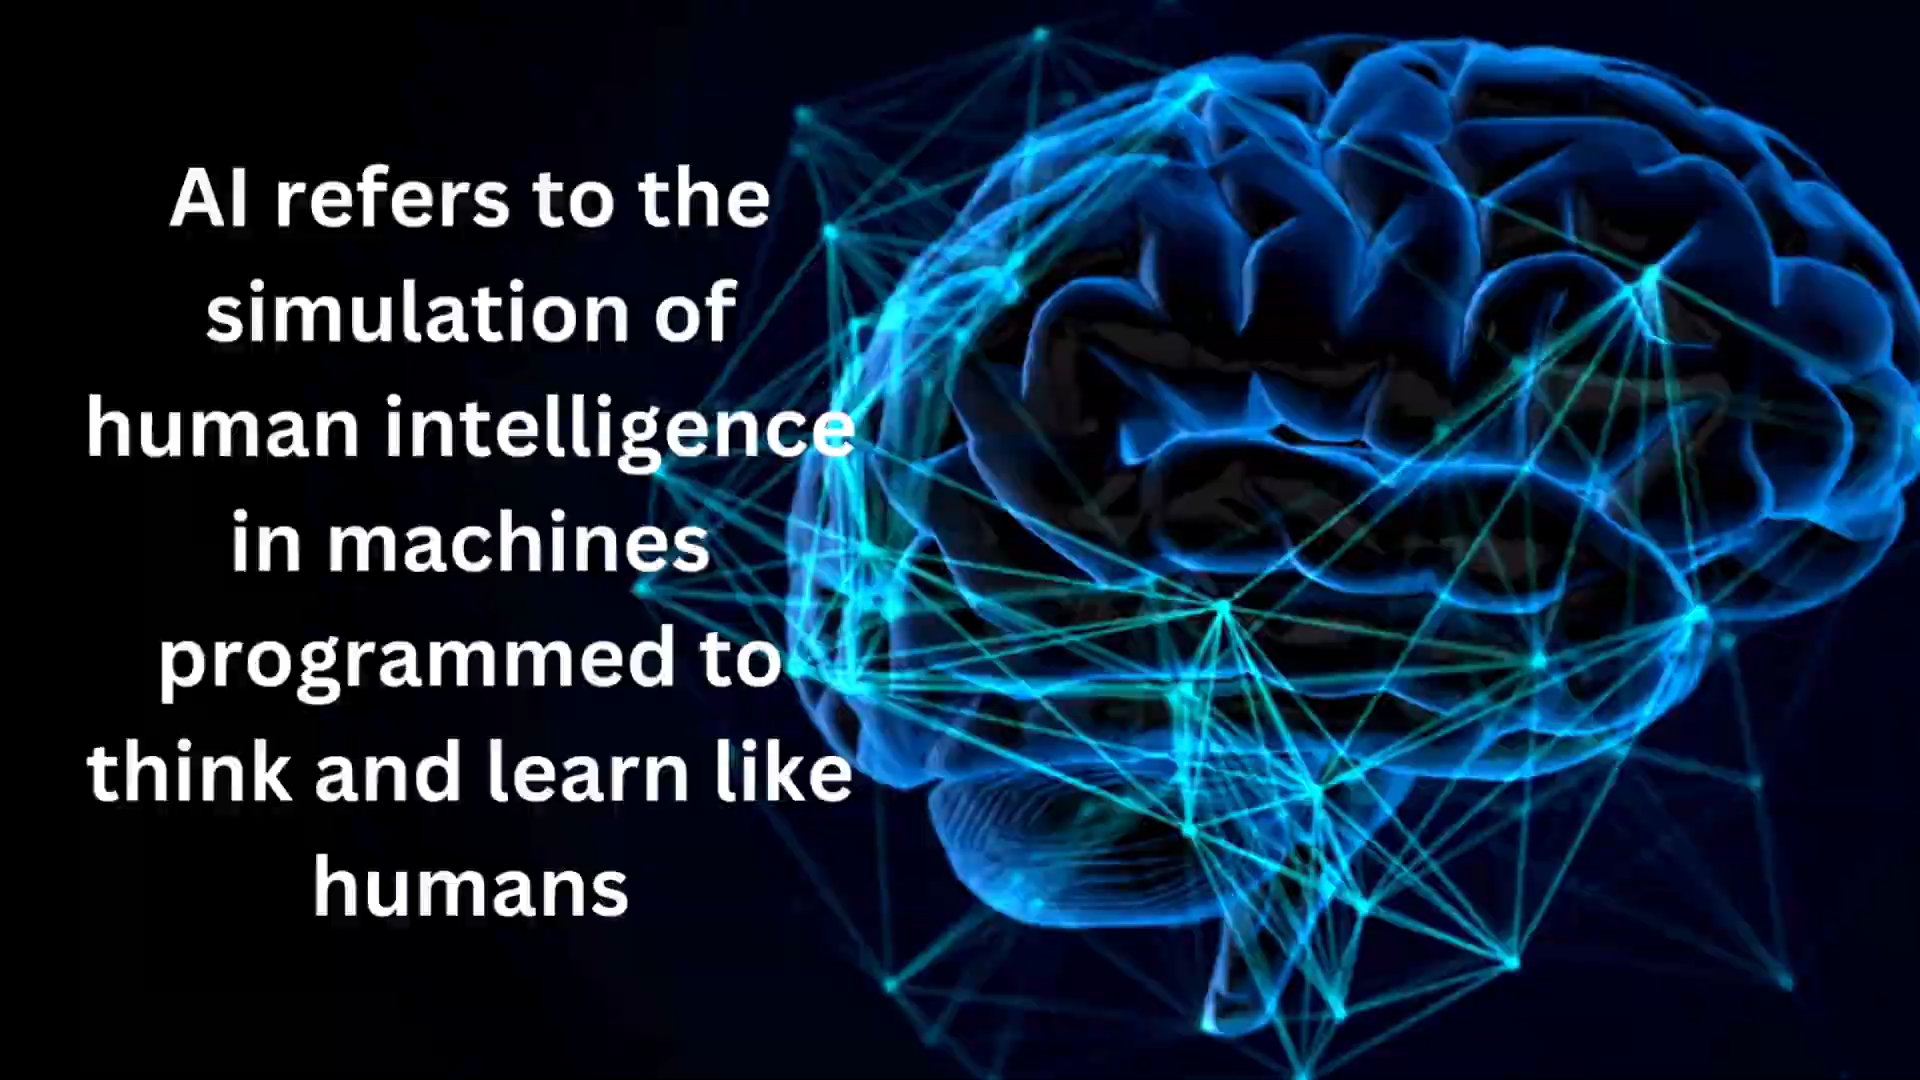 AI refers to the
simulation of
human intelligence
in machines
programmed to
think and learn like
humans